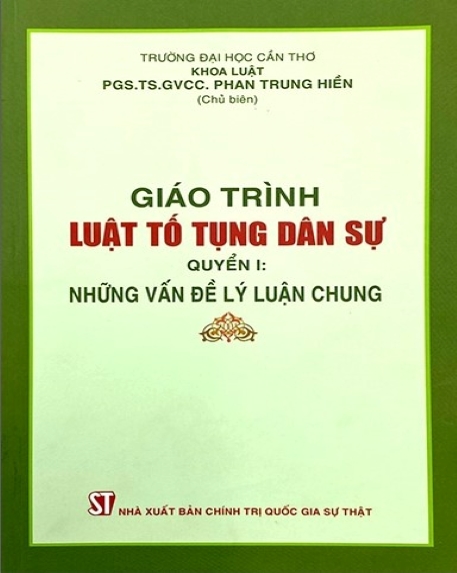 TRƯỜNG ĐẠI HỌC CẦN THƠ
KHOA LUẬT
PGS.TS.GVCC. PHAN TRUNG HIỀN
(Chủ biên)
GIÁO TRÌNH
LUẬT TỐ TỤNG DÂN SỰ
QUYỂN I:
NHỮNG VẤN ĐỀ LÝ LUẬN CHUNG
ST NHÀ XUẤT BẢN CHÍNH TRỊ QUỐC GIA SỰ THẬT